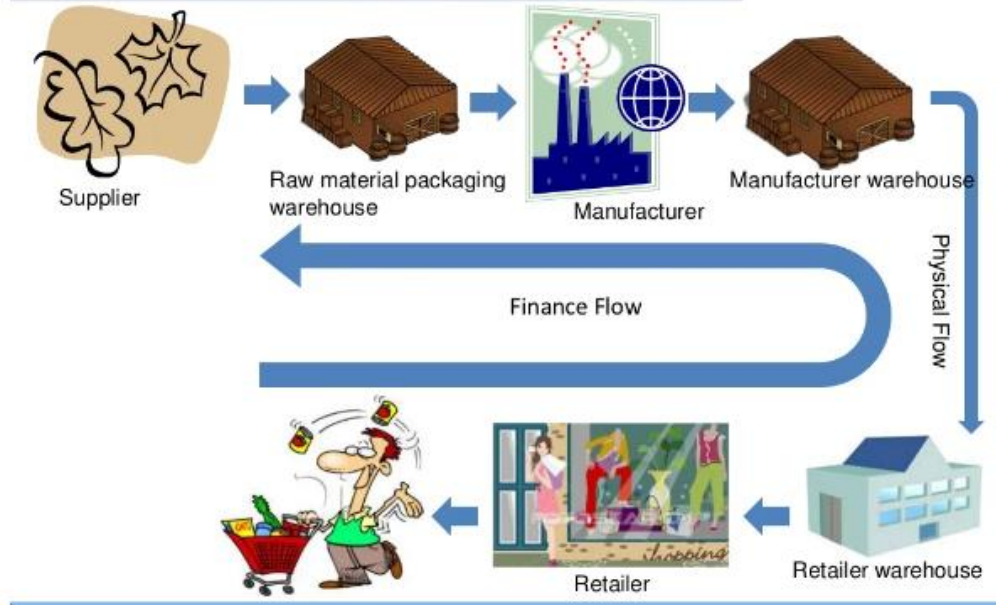 Supplier
Raw material packaging
warehouse
Manufacturer
Manufacturer warehouse
Physical Flow
Finance Flow
Retailer warehouse
Shopping
Retailer